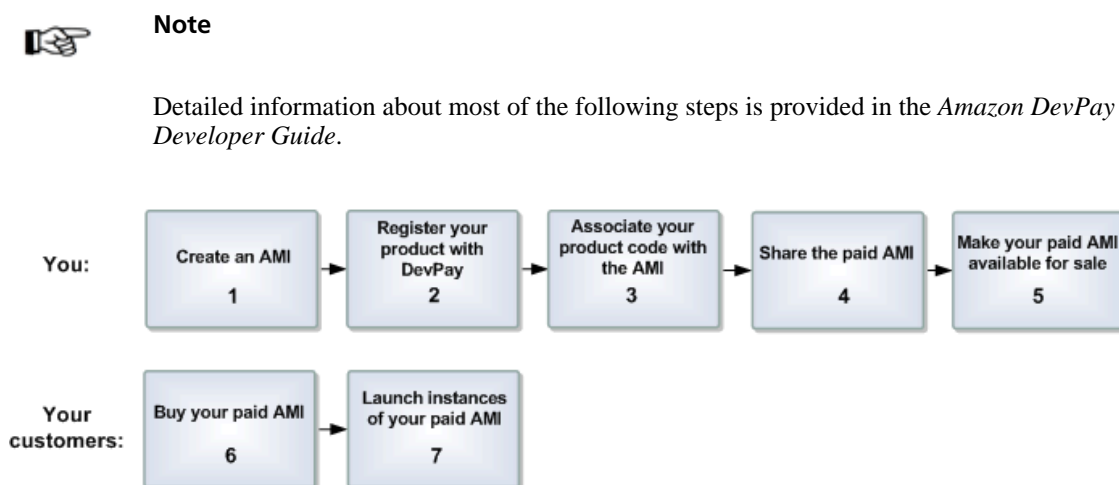 Note
Detailed information about most of the following steps is provided in the Amazon DevPay
Developer Guide.
You:
Create an AMI
1
Register your
product with
DevPay
2
Associate your
product code with
the AMI
3
Share the paid AMI
4
Make your paid AMI
available for sale
5
Your
customers:
Buy your paid AMI
6
Launch instances
of your paid AMI
7